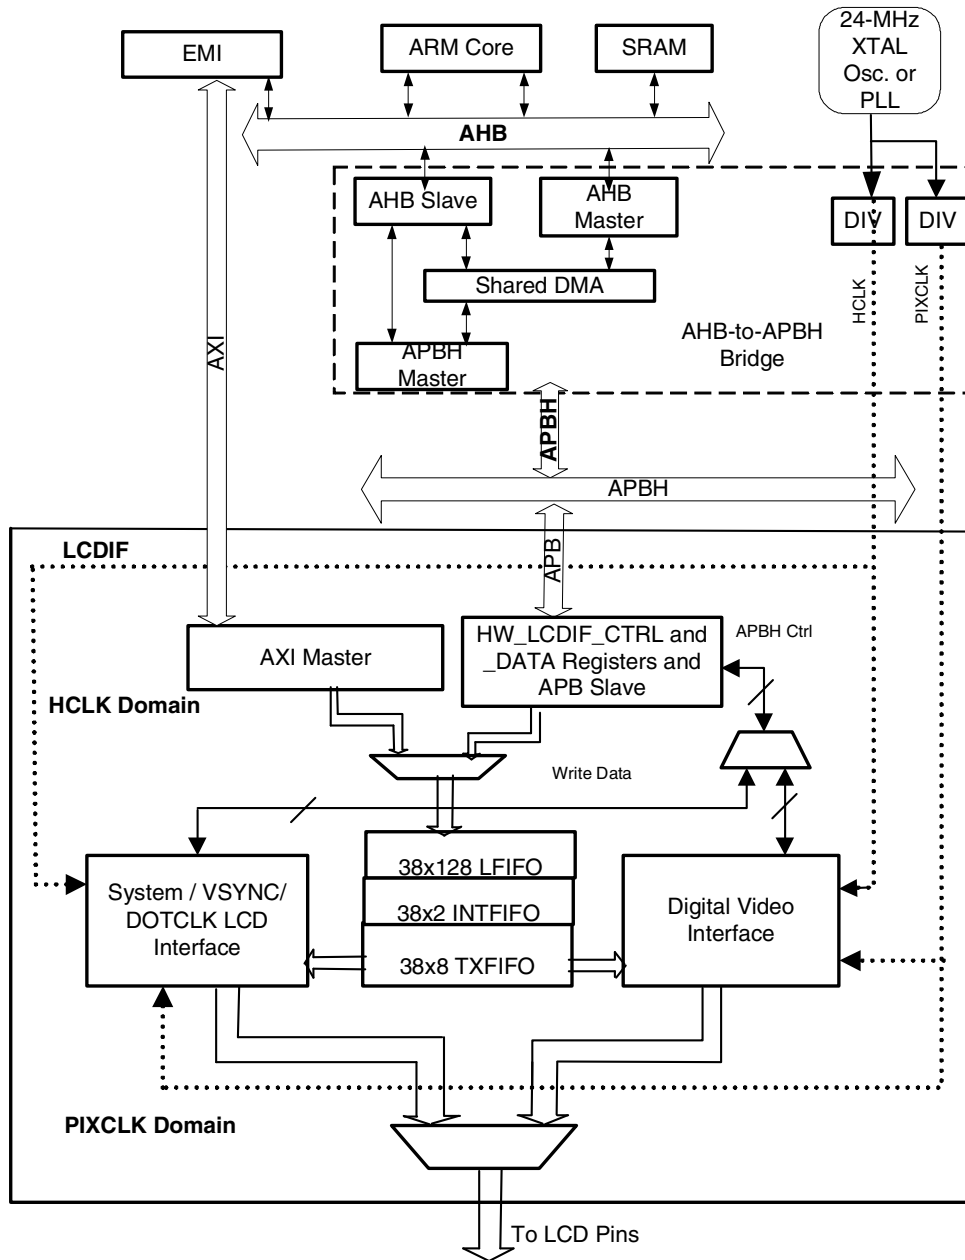 EMI
ARM Core
SRAM
24-MHz
XTAL
Osc. or
PLL
AHB
AHB Slave
AHB
Master
DIV
DIV
Shared DMA
HCLK
PIXCLK
AXI
APBH
Master
AHB-to-APBH
Bridge
APBH
APBH
LCDIF
APB
AXI Master
HW_LCDIF_CTRL and
_DATA Registers and
APB Slave
APBH Ctrl
HCLK Domain
Write Data
38x128 LFIFO
System / VSYNC/
DOTCLK LCD
Interface
38x2 INTFIFO
Digital Video
Interface
38x8 TXFIFO
PIXCLK Domain
To LCD Pins